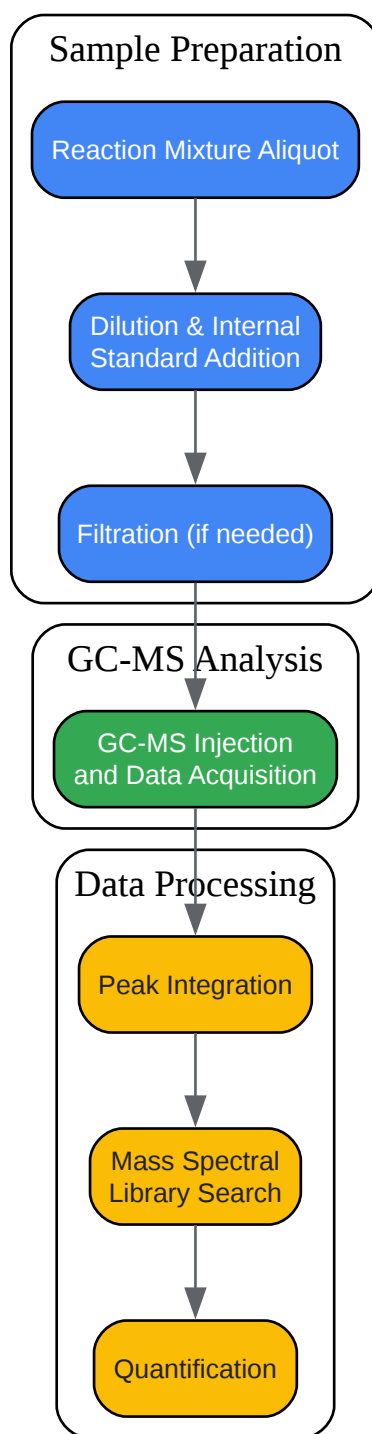 Sample Preparation
Reaction Mixture Aliquot
Dilution & Internal
Standard Addition
Filtration (if needed)
GC-MS Analysis
GC-MS Injection
and Data Acquisition
Data Processing
Peak Integration
Mass Spectral
Library Search
Quantification